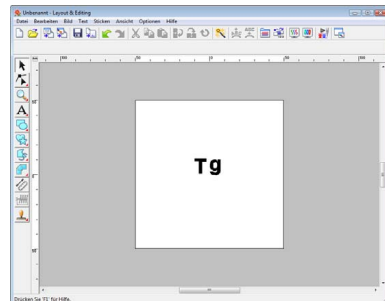 Unbenannt - Layout & Editing
Datei Bearbeiten Bild Text Sticken Ansicht Optionen Hilfe
Tg
Drücken Sie 'F1' für Hilfe.